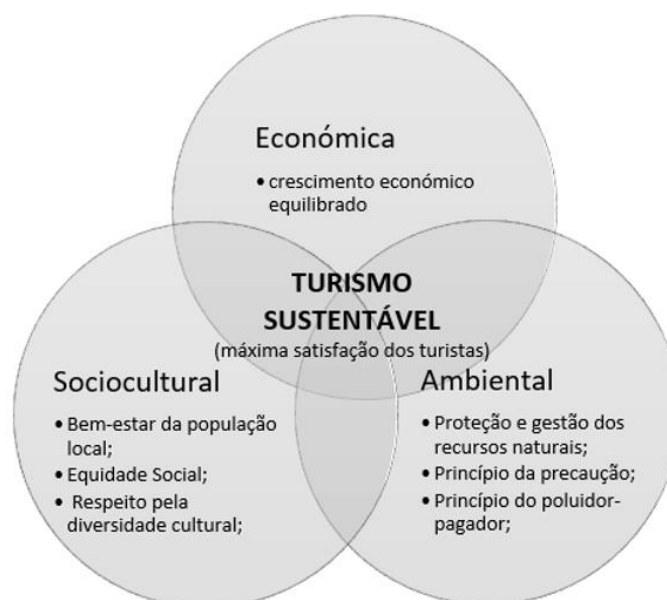 Económica
• crescimento económico
equilibrado
TURISMO
SUSTENTÁVEL
(máxima satisfação dos turistas)
Sociocultural
• Bem-estar da população
local;
• Equidade Social;
• Respeito pela
diversidade cultural;
Ambiental
• Proteção e gestão dos
recursos naturais;
• Princípio da precaução;
• Princípio do poluidor-
pagador;